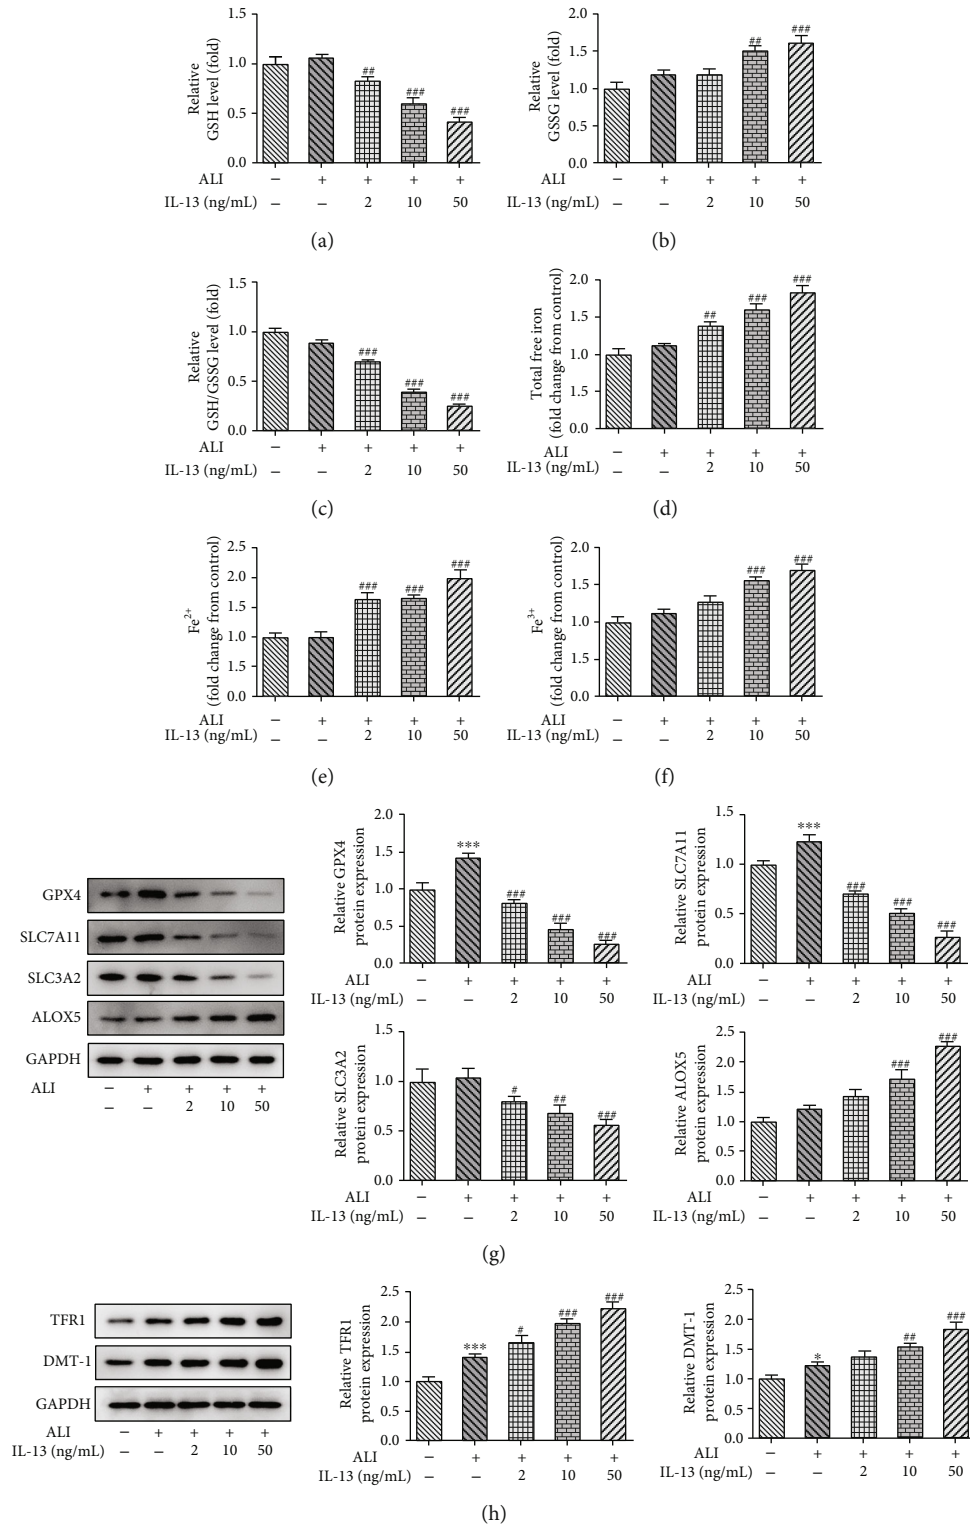 Relative
GSH level (fold)
1.5
1.0
0.5
0.0
##
###
###
ALI − + + + +
IL-13 (ng/mL) − − 2 10 50
(a)
Relative
GSSG level (fold)
2.0
1.5
1.0
1.5
0.0
##
###
ALI − + + + +
IL-13 (ng/mL) − − 2 10 50
(b)
Relative
GSH/GSSG level (fold)
1.5
1.0
0.5
0.0
###
###
###
ALI − + + + +
IL-13 (ng/mL) − − 2 10 50
(c)
Total free iron
(fold change from control)
2.0
1.5
1.0
0.5
0.0
##
###
###
ALI − + + + +
IL-13 (ng/mL) − − 2 10 50
(d)
Fe2+
(fold change from control)
2.5
2.0
1.5
1.0
1.5
0.0
###
###
###
ALI − + + + +
IL-13 (ng/mL) − − 2 10 50
(e)
Fe3+
(fold change from control)
2.0
1.5
1.0
1.5
0.0
###
###
ALI − + + + +
IL-13 (ng/mL) − − 2 10 50
(f)
GPX4
SLC7A11
SLC3A2
ALOX5
GAPDH
ALI − + + + +
− − 2 10 50
Relative GPX4
protein expression
2.0
1.5
1.0
0.5
0.0
***
###
###
###
ALI − + + + +
IL-13 (ng/mL) − − 2 10 50
Relative SLC7A11
protein expression
1.5
1.0
0.5
0.0
***
###
###
###
ALI − + + + +
IL-13 (ng/mL) − − 2 10 50
Relative SLC3A2
protein expression
1.5
1.0
0.5
0.0
#
##
###
ALI − + + + +
IL-13 (ng/mL) − − 2 10 50
Relative ALOX5
protein expression
2.5
2.0
1.5
1.0
0.5
0.0
###
###
ALI − + + + +
IL-13 (ng/mL) − − 2 10 50
(g)
TFR1
DMT-1
GAPDH
ALI − + + + +
IL-13 (ng/mL) − − 2 10 50
Relative TFR1
protein expression
2.5
2.0
1.5
1.0
0.5
0.0
***
#
###
###
ALI − + + + +
IL-13 (ng/mL) − − 2 10 50
Relative DMT-1
protein expression
2.5
2.0
1.5
1.0
0.5
0.0
*
##
###
ALI − + + + +
IL-13 (ng/mL) − − 2 10 50
(h)